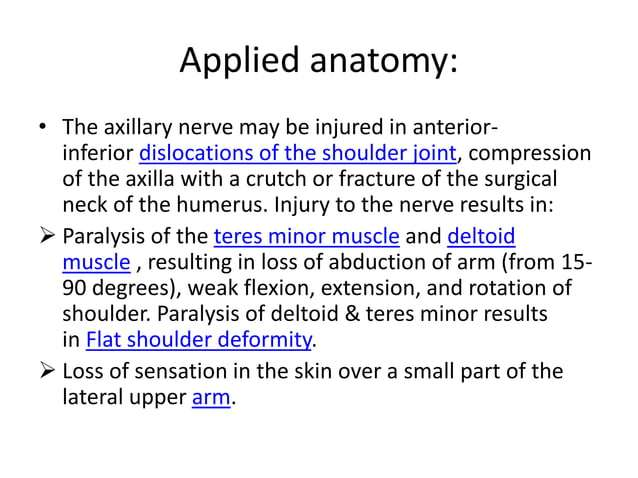 Applied anatomy:
• The axillary nerve may be injured in anterior-
inferior dislocations of the shoulder joint, compression
of the axilla with a crutch or fracture of the surgical
neck of the humerus. Injury to the nerve results in:
➢ Paralysis of the teres minor muscle and deltoid
muscle , resulting in loss of abduction of arm (from 15-
90 degrees), weak flexion, extension, and rotation of
shoulder. Paralysis of deltoid & teres minor results
in Flat shoulder deformity.
➢ Loss of sensation in the skin over a small part of the
lateral upper arm.